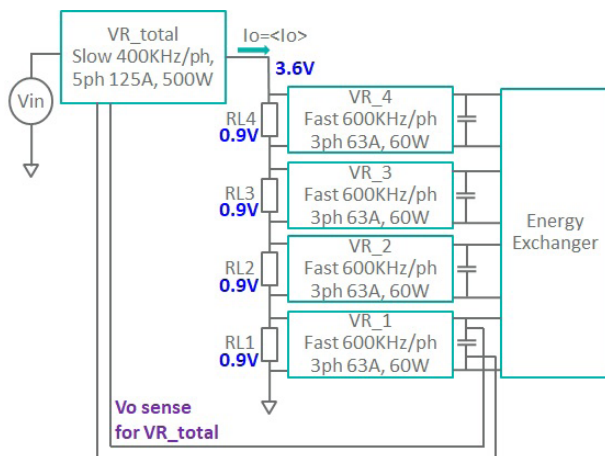 VR_total
Slow 400KHz/ph,
5ph 125A, 500W
Io=<Io>
3.6V
Vin
VR_4
Fast 600KHz/ph
3ph 63A, 60W
RL4
0.9V
VR_3
Fast 600KHz/ph
3ph 63A, 60W
RL3
0.9V
Energy
Exchanger
VR_2
Fast 600KHz/ph
3ph 63A, 60W
RL2
0.9V
VR_1
Fast 600KHz/ph
3ph 63A, 60W
RL1
0.9V
Vo sense
for VR_total